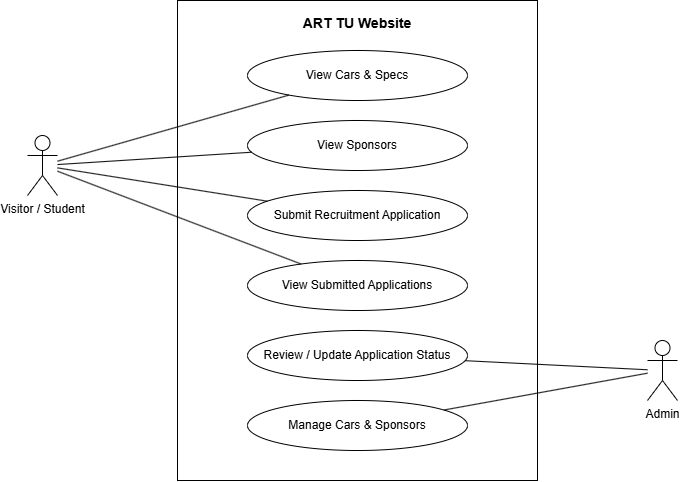 ART TU Website
View Cars & Specs
View Sponsors
Visitor / Student
Submit Recruitment Application
View Submitted Applications
Review / Update Application Status
Admin
Manage Cars & Sponsors